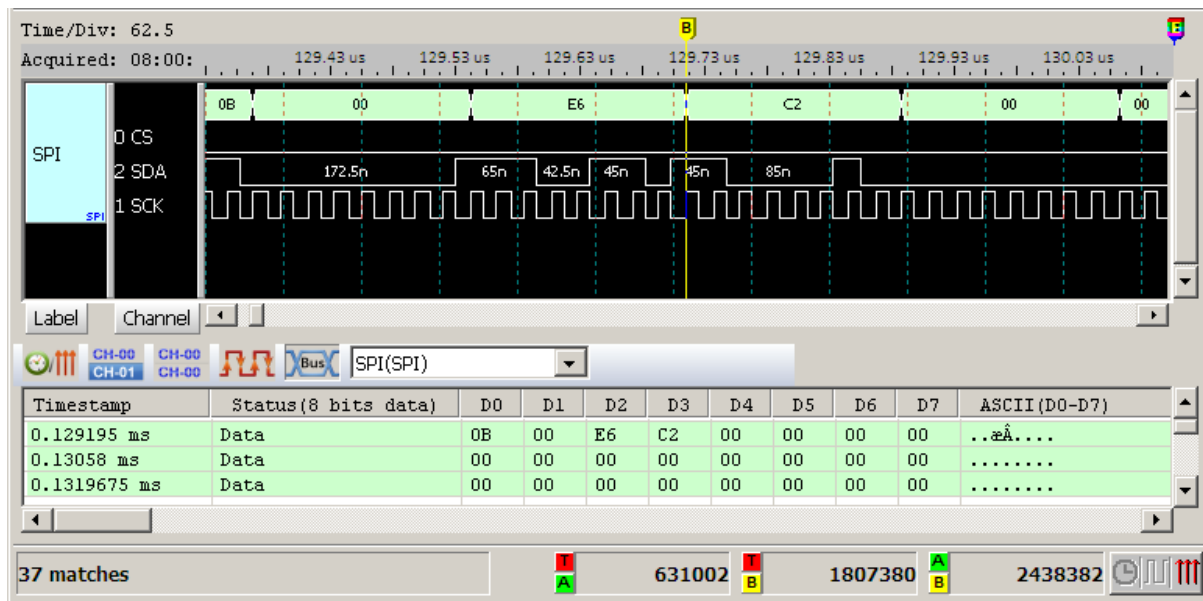 Time/Div: 62.5
B
E
Acquired: 08:00:
129.43 us 129.53 us 129.63 us 129.73 us 129.83 us 129.93 us 130.03 us
0B 00 E6 C2 00 00
0 CS
SPI
2 SDA 172.5n 65n 42.5n 45n 45n 85n
1 SCK
SPI
Label Channel
CH-00 CH-00
CH-01 CH-00
Bus SPI(SPI)
Timestamp Status(8 bits data) D0 D1 D2 D3 D4 D5 D6 D7 ASCII(D0-D7)
0.129195 ms Data 0B 00 E6 C2 00 00 00 00 ..æÂ....
0.13058 ms Data 00 00 00 00 00 00 00 00 ........
0.1319675 ms Data 00 00 00 00 00 00 00 00 ........
37 matches T A 631002 T B 1807380 A B 2438382